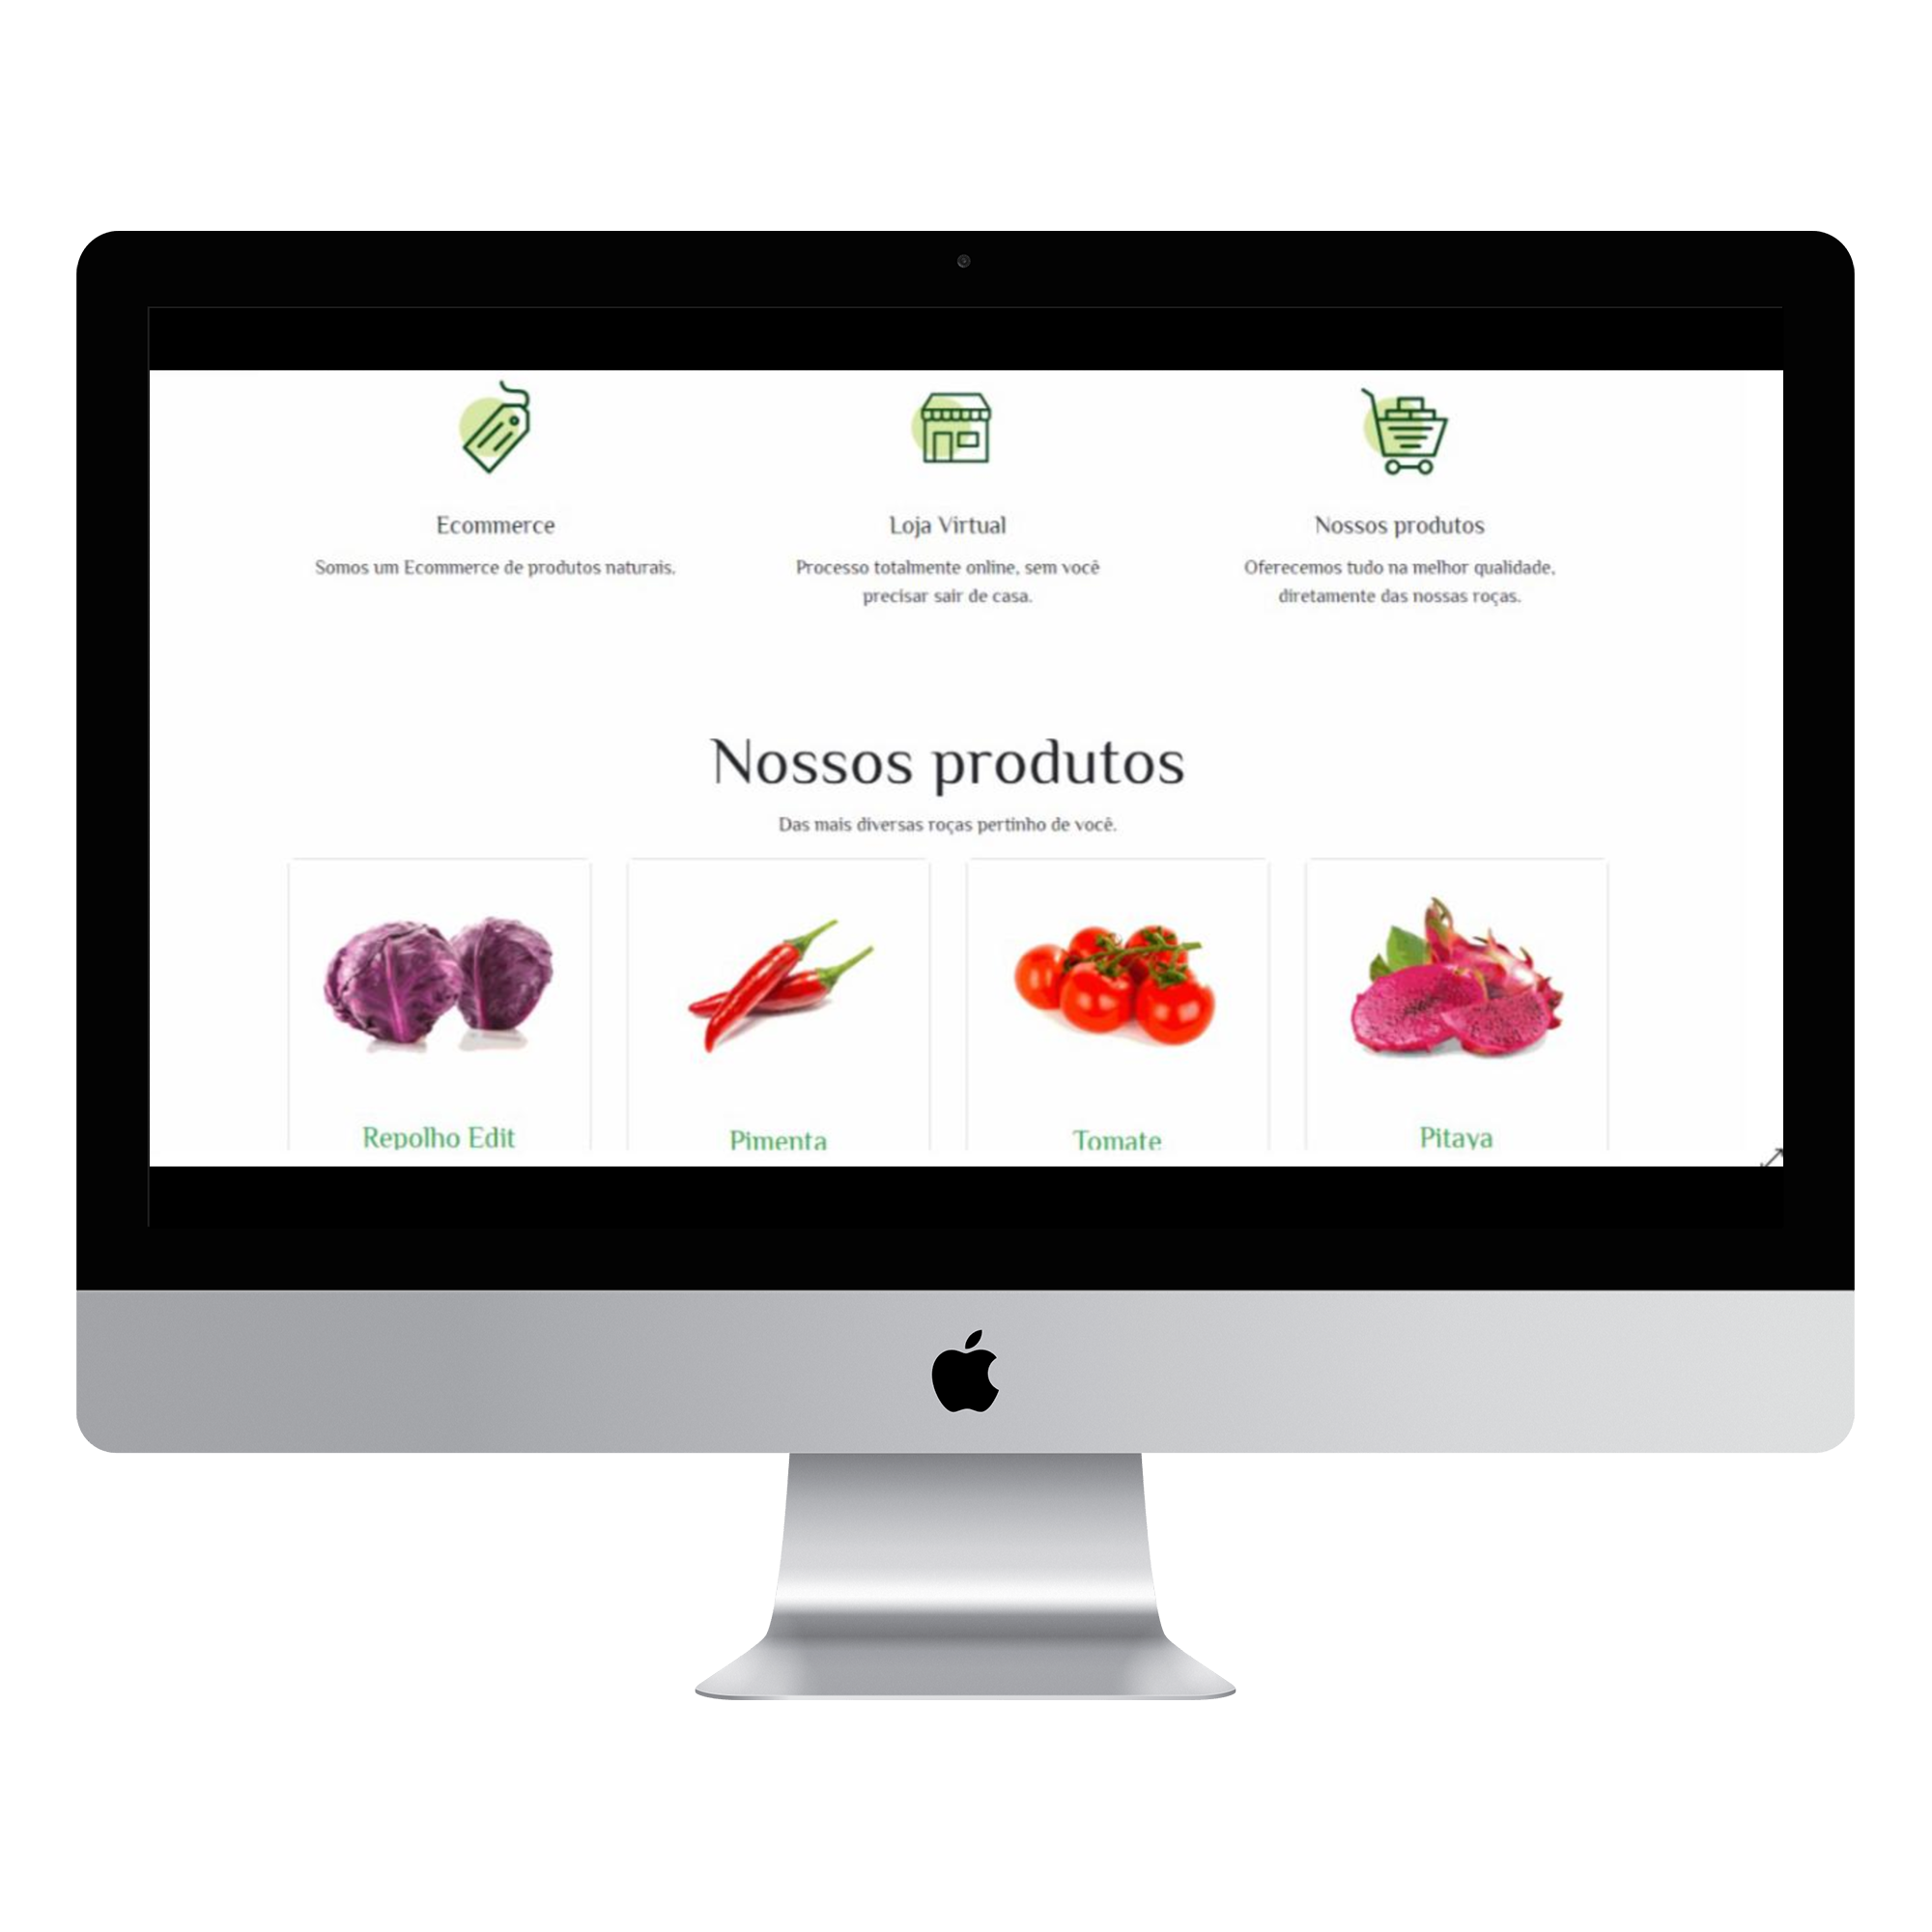 Ecommerce
Somos um Ecommerce de produtos naturais.
Loja Virtual
Processo totalmente online, sem você
precisar sair de casa.
Nossos produtos
Oferecemos tudo na melhor qualidade,
diretamente das nossas roças.
Nossos produtos
Das mais diversas roças pertinho de você.
Repolho Edit
Pimenta
Tomate
Pitaya